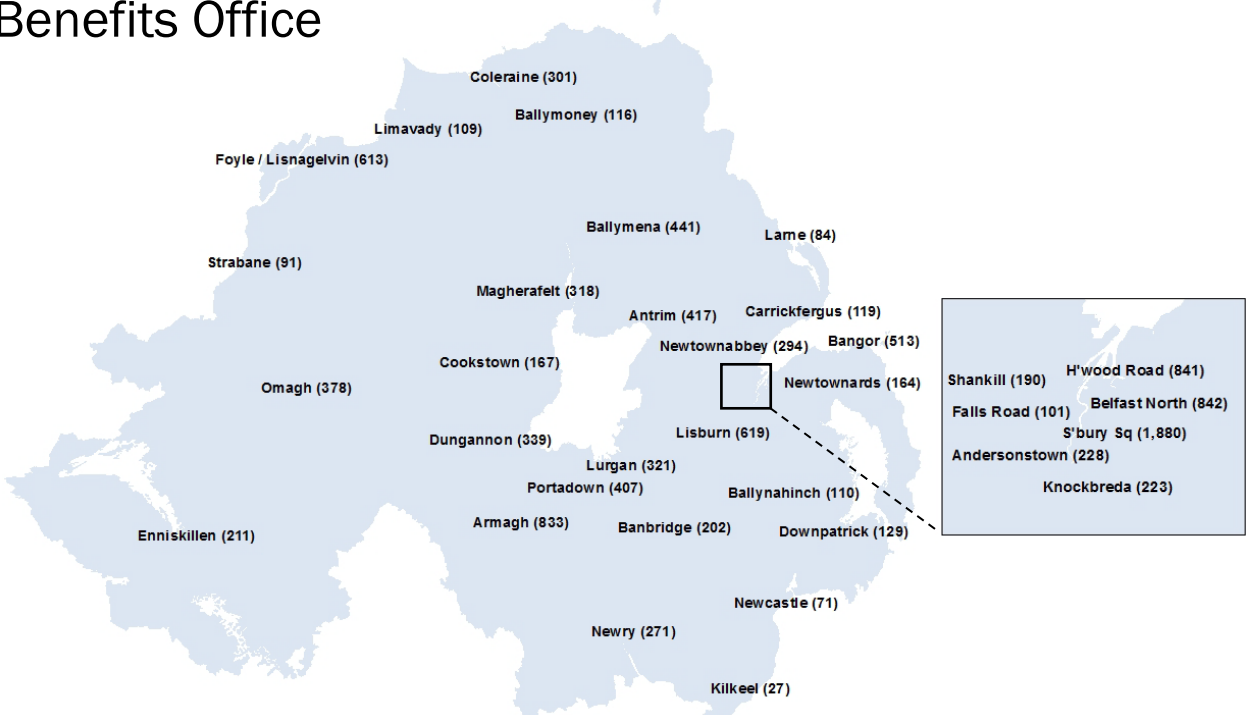 Benefits Office
Coleraine (301)
Ballymoney (116)
Limavady (109)
Foyle / Lisnagelvin (613)
Ballymena (441)
Larne (84)
Strabane (91)
Magherafelt (318)
Carrickfergus (119)
Antrim (417)
Bangor (513)
Newtownabbey (294)
Cookstown (167)
Omagh (378)
Newtownards (164)
Lisburn (619)
Dungannon (339)
Lurgan (321)
Portadown (407)
Ballynahinch (110)
Armagh (833)
Banbridge (202)
Downpatrick (129)
Enniskillen (211)
Newcastle (71)
Newry (271)
Kilkeel (27)
H'wood Road (841)
Shankill (190)
Belfast North (842)
Falls Road (101)
S'bury Sq (1,880)
Andersonstown (228)
Knockbreda (223)